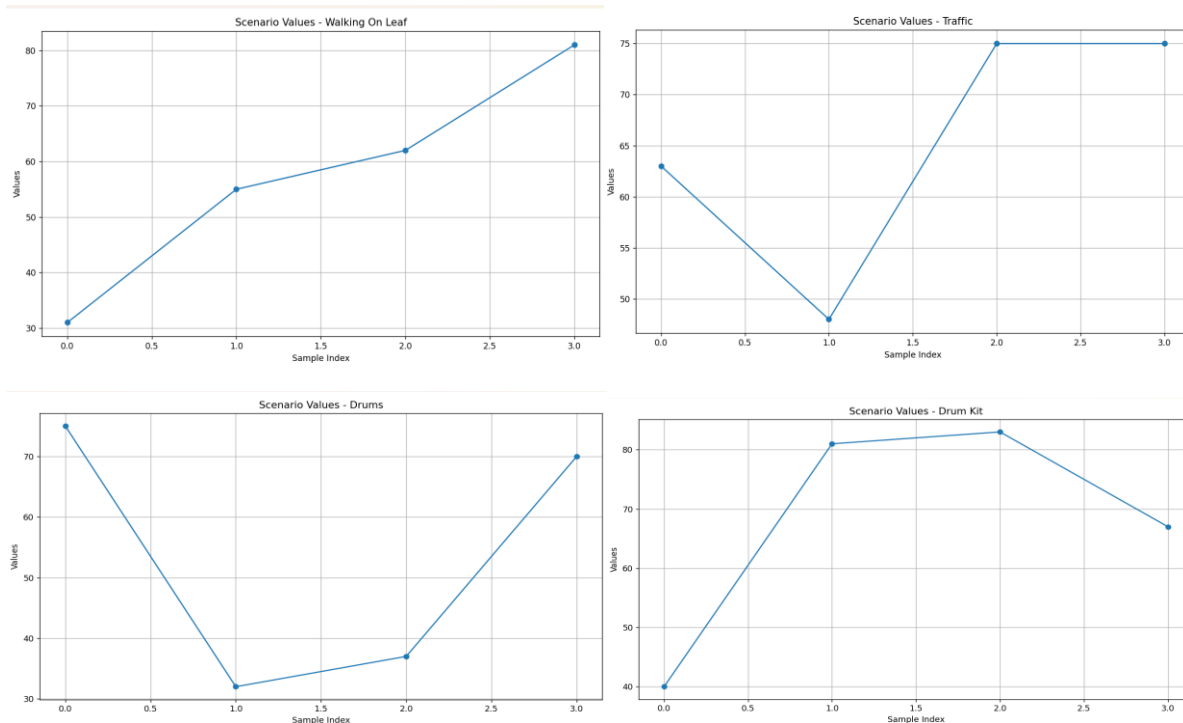 Scenario Values - Walking On Leaf
80
70
60
50
40
30
Values
0.0 0.5 1.0 1.5 2.0 2.5 3.0
Sample Index
Scenario Values - Traffic
75
70
65
60
55
50
Values
0.0 0.5 1.0 1.5 2.0 2.5 3.0
Sample Index
Scenario Values - Drums
70
60
50
40
30
Values
0.0 0.5 1.0 1.5 2.0 2.5 3.0
Sample Index
Scenario Values - Drum Kit
80
70
60
50
40
Values
0.0 0.5 1.0 1.5 2.0 2.5 3.0
Sample Index